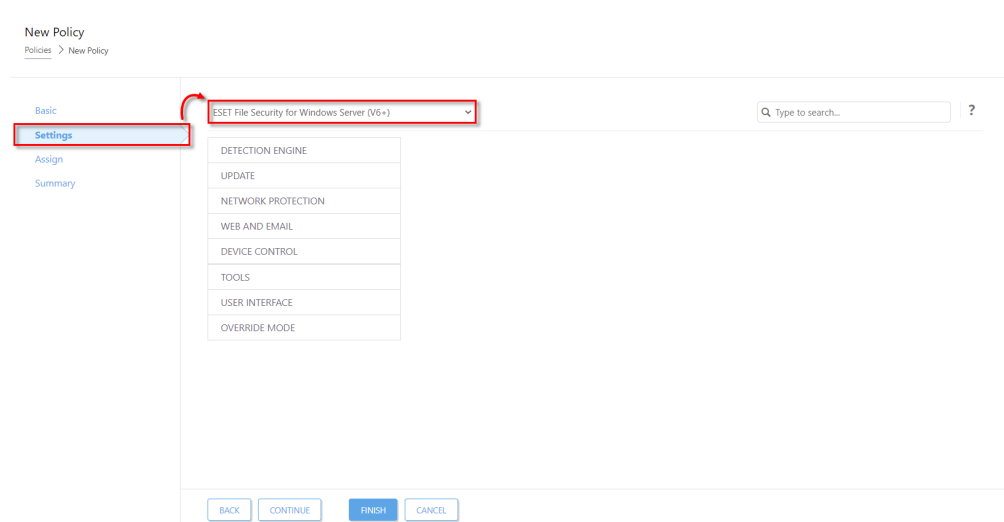 New Policy
Policies > New Policy
Basic
Settings
Assign
Summary
ESET File Security for Windows Server (V6+)
Type to search...
?
DETECTION ENGINE
UPDATE
NETWORK PROTECTION
WEB AND EMAIL
DEVICE CONTROL
TOOLS
USER INTERFACE
OVERRIDE MODE
BACK CONTINUE FINISH CANCEL